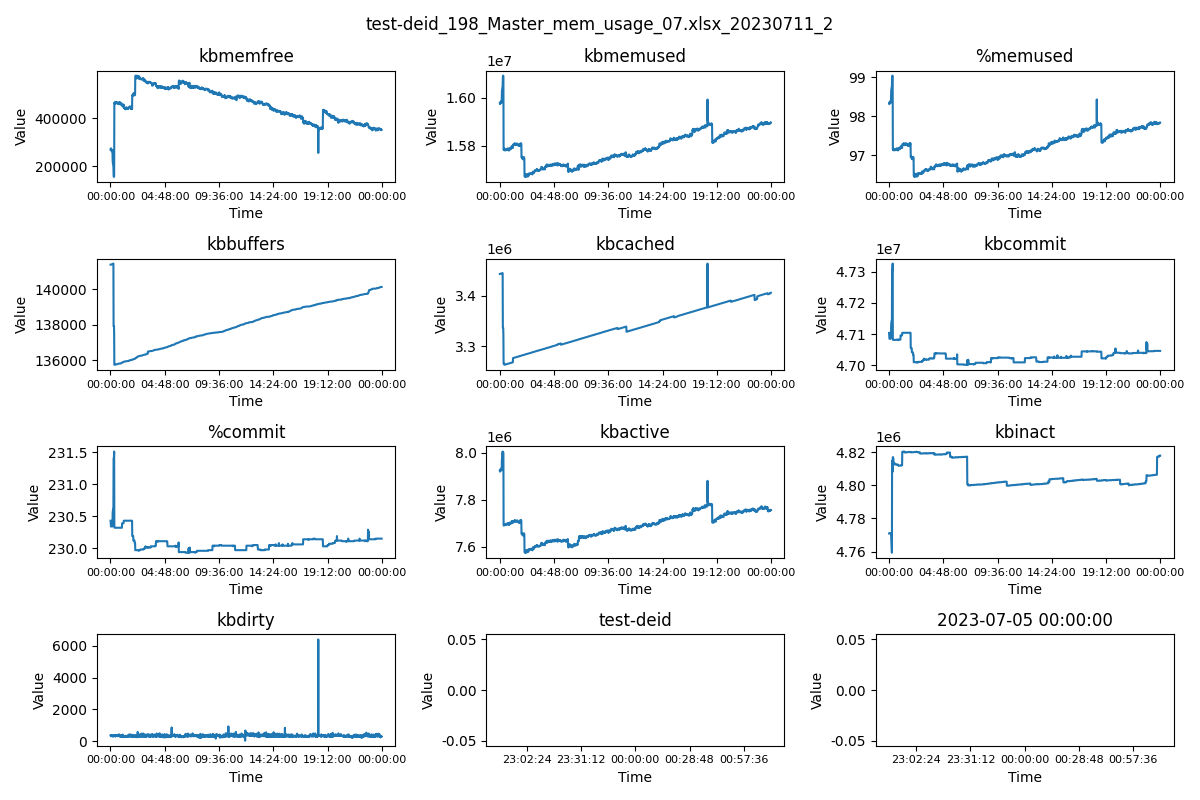 test-deid_198_Master_mem_usage_07.xlsx_20230711_2
kbmemfree
Value
400000
200000
00:00:00 04:48:00 09:36:00 14:24:00 19:12:00 00:00:00
Time
kbmemused
1e7
Value
1.60
1.58
00:00:00 04:48:00 09:36:00 14:24:00 19:12:00 00:00:00
Time
%memused
Value
99
98
97
00:00:00 04:48:00 09:36:00 14:24:00 19:12:00 00:00:00
Time
kbbuffers
Value
140000
138000
136000
00:00:00 04:48:00 09:36:00 14:24:00 19:12:00 00:00:00
Time
kbcached
1e6
Value
3.4
3.3
00:00:00 04:48:00 09:36:00 14:24:00 19:12:00 00:00:00
Time
kbcommit
1e7
Value
4.73
4.72
4.71
4.70
00:00:00 04:48:00 09:36:00 14:24:00 19:12:00 00:00:00
Time
%commit
Value
231.5
231.0
230.5
230.0
00:00:00 04:48:00 09:36:00 14:24:00 19:12:00 00:00:00
Time
kbactive
1e6
Value
8.0
7.8
7.6
00:00:00 04:48:00 09:36:00 14:24:00 19:12:00 00:00:00
Time
kbinact
1e6
Value
4.82
4.80
4.78
4.76
00:00:00 04:48:00 09:36:00 14:24:00 19:12:00 00:00:00
Time
kbdirty
Value
6000
4000
2000
0
00:00:00 04:48:00 09:36:00 14:24:00 19:12:00 00:00:00
Time
test-deid
Value
0.05
0.00
-0.05
23:02:24 23:31:12 00:00:00 00:28:48 00:57:36
Time
2023-07-05 00:00:00
Value
0.05
0.00
-0.05
23:02:24 23:31:12 00:00:00 00:28:48 00:57:36
Time